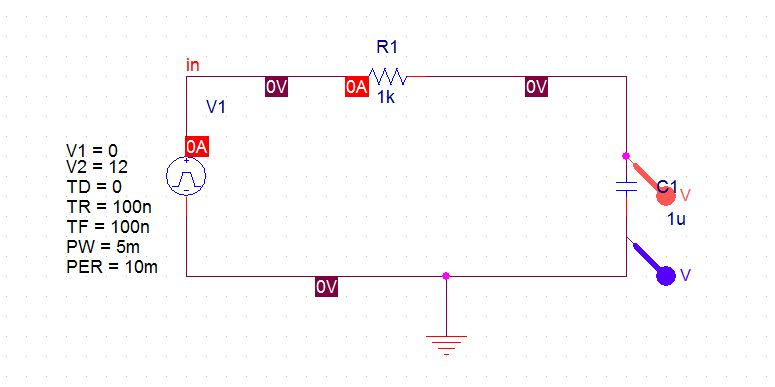 R1
in
0V
0A
1k
0V
V1
0A
V1 = 0
V2 = 12
TD = 0
TR = 100n
TF = 100n
PW = 5m
PER = 10m
C1
V
1u
V
0V